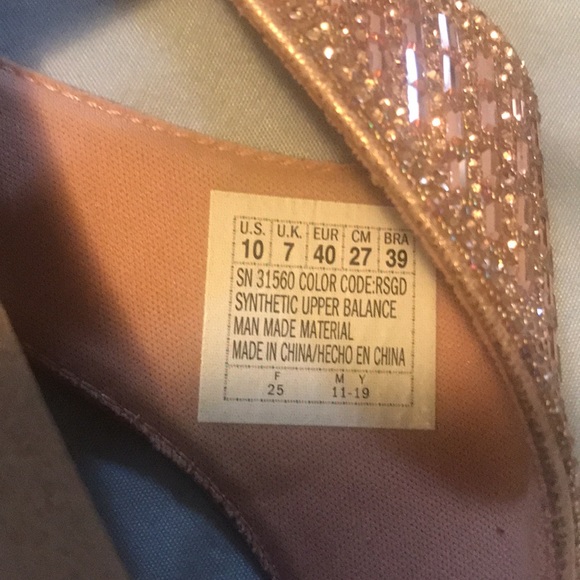 U.S. U.K. EUR CM BRA
10 7 40 27 39
SN 31560 COLOR CODE:RSGD
SYNTHETIC UPPER BALANCE
MAN MADE MATERIAL
MADE IN CHINA/HECHO EN CHINA
F M Y
25 11-19